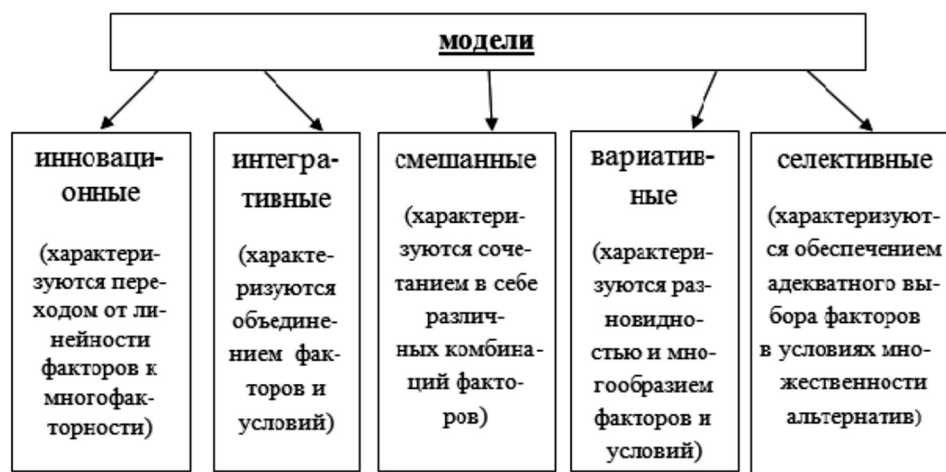 модели
инноваци-
онные
(характери-
зуются пере-
ходом от ли-
нейности
факторов к
многофак-
торности)
интегра-
тивные
(характе-
ризуются
объедине-
нием фак-
торов и
условий)
смешанные
(характери-
зуются соче-
танием в себе
различ-
ных комбина-
ций факто-
ров)
вариатив-
ные
(характери-
зуются раз-
новидно-
стью и мно-
гообразием
факторов и
условий)
селективные
(характеризуют-
ся обеспечением
адекватного вы-
бора факторов
в условиях мно-
жественности
альтернатив)